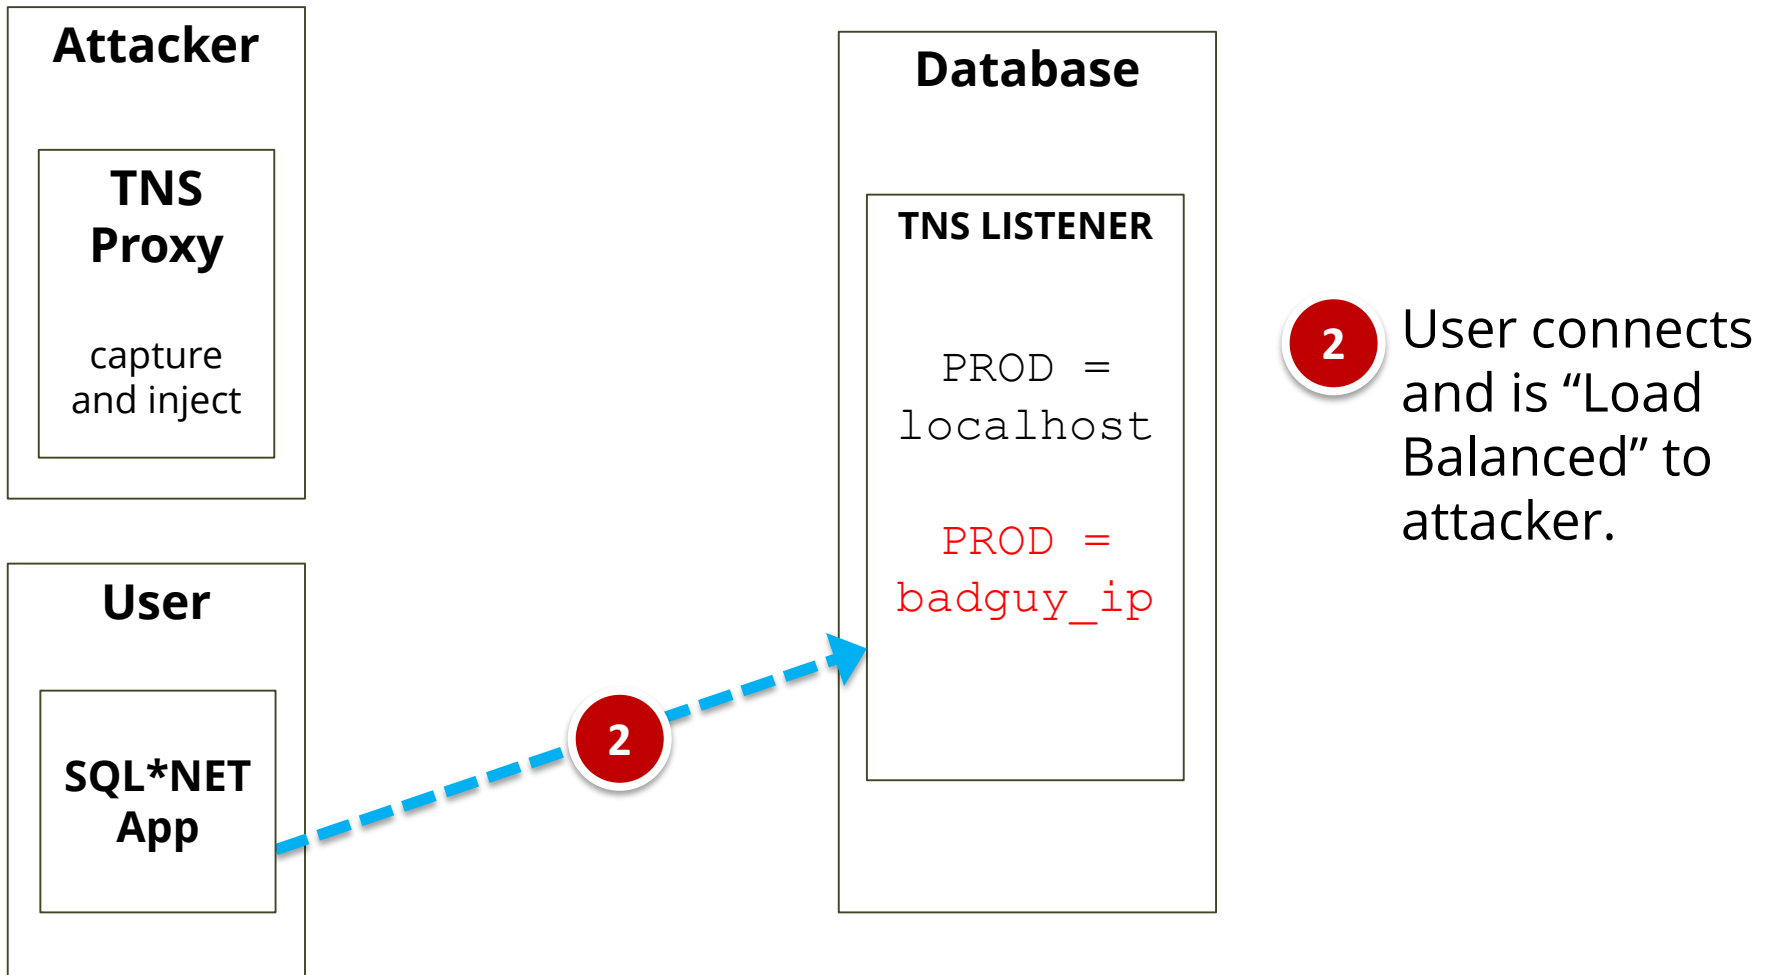 Attacker
TNS
Proxy
capture
and inject
User
SQL*NET
App
2
Database
TNS LISTENER
PROD =
localhost
PROD =
badguy_ip
2
User connects
and is “Load
Balanced” to
attacker.